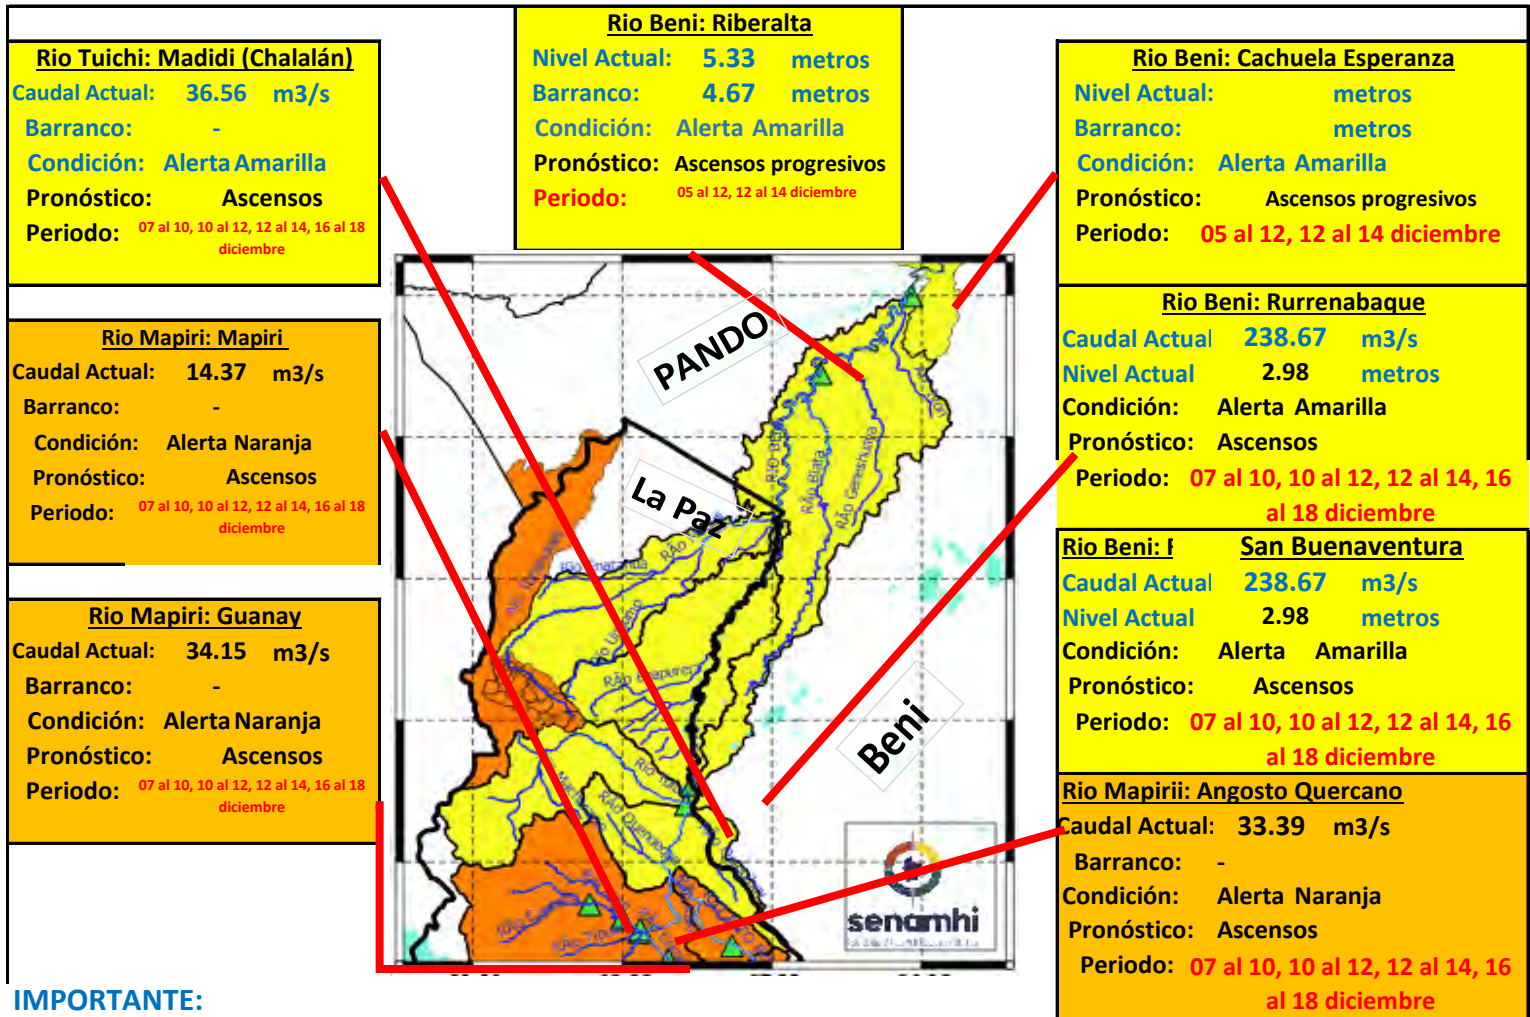 Rio Tuichi: Madidi (Chalalán)
Caudal Actual: 36.56 m3/s
Barranco: -
Condición: Alerta Amarilla
Pronóstico: Ascensos
Periodo: 07 al 10, 10 al 12, 12 al 14, 16 al 18
diciembre
Rio Mapiri: Mapiri
Caudal Actual: 14.37 m3/s
Barranco: -
Condición: Alerta Naranja
Pronóstico: Ascensos
Periodo: 07 al 10, 10 al 12, 12 al 14, 16 al 18
diciembre
Rio Mapiri: Guanay
Caudal Actual: 34.15 m3/s
Barranco: -
Condición: Alerta Naranja
Pronóstico: Ascensos
Periodo: 07 al 10, 10 al 12, 12 al 14, 16 al 18
diciembre
Rio Beni: Riberalta
Nivel Actual: 5.33 metros
Barranco: 4.67 metros
Condición: Alerta Amarilla
Pronóstico: Ascensos progresivos
Periodo: 05 al 12, 12 al 14 diciembre
PANDO
La Paz
Beni
RÃo Biata
RÃo Geneshuaya
senamhi
Rio Beni: Cachuela Esperanza
Nivel Actual: metros
Barranco: metros
Condición: Alerta Amarilla
Pronóstico: Ascensos progresivos
Periodo: 05 al 12, 12 al 14 diciembre
Rio Beni: Rurrenabaque
Caudal Actual 238.67 m3/s
Nivel Actual 2.98 metros
Condición: Alerta Amarilla
Pronóstico: Ascensos
Periodo: 07 al 10, 10 al 12, 12 al 14, 16
al 18 diciembre
Rio Beni: San Buenaventura
Caudal Actual 238.67 m3/s
Nivel Actual 2.98 metros
Condición: Alerta Amarilla
Pronóstico: Ascensos
Periodo: 07 al 10, 10 al 12, 12 al 14, 16
al 18 diciembre
Rio Mapirii: Angosto Quercano
Caudal Actual: 33.39 m3/s
Barranco: -
Condición: Alerta Naranja
Pronóstico: Ascensos
Periodo: 07 al 10, 10 al 12, 12 al 14, 16
al 18 diciembre
IMPORTANTE: